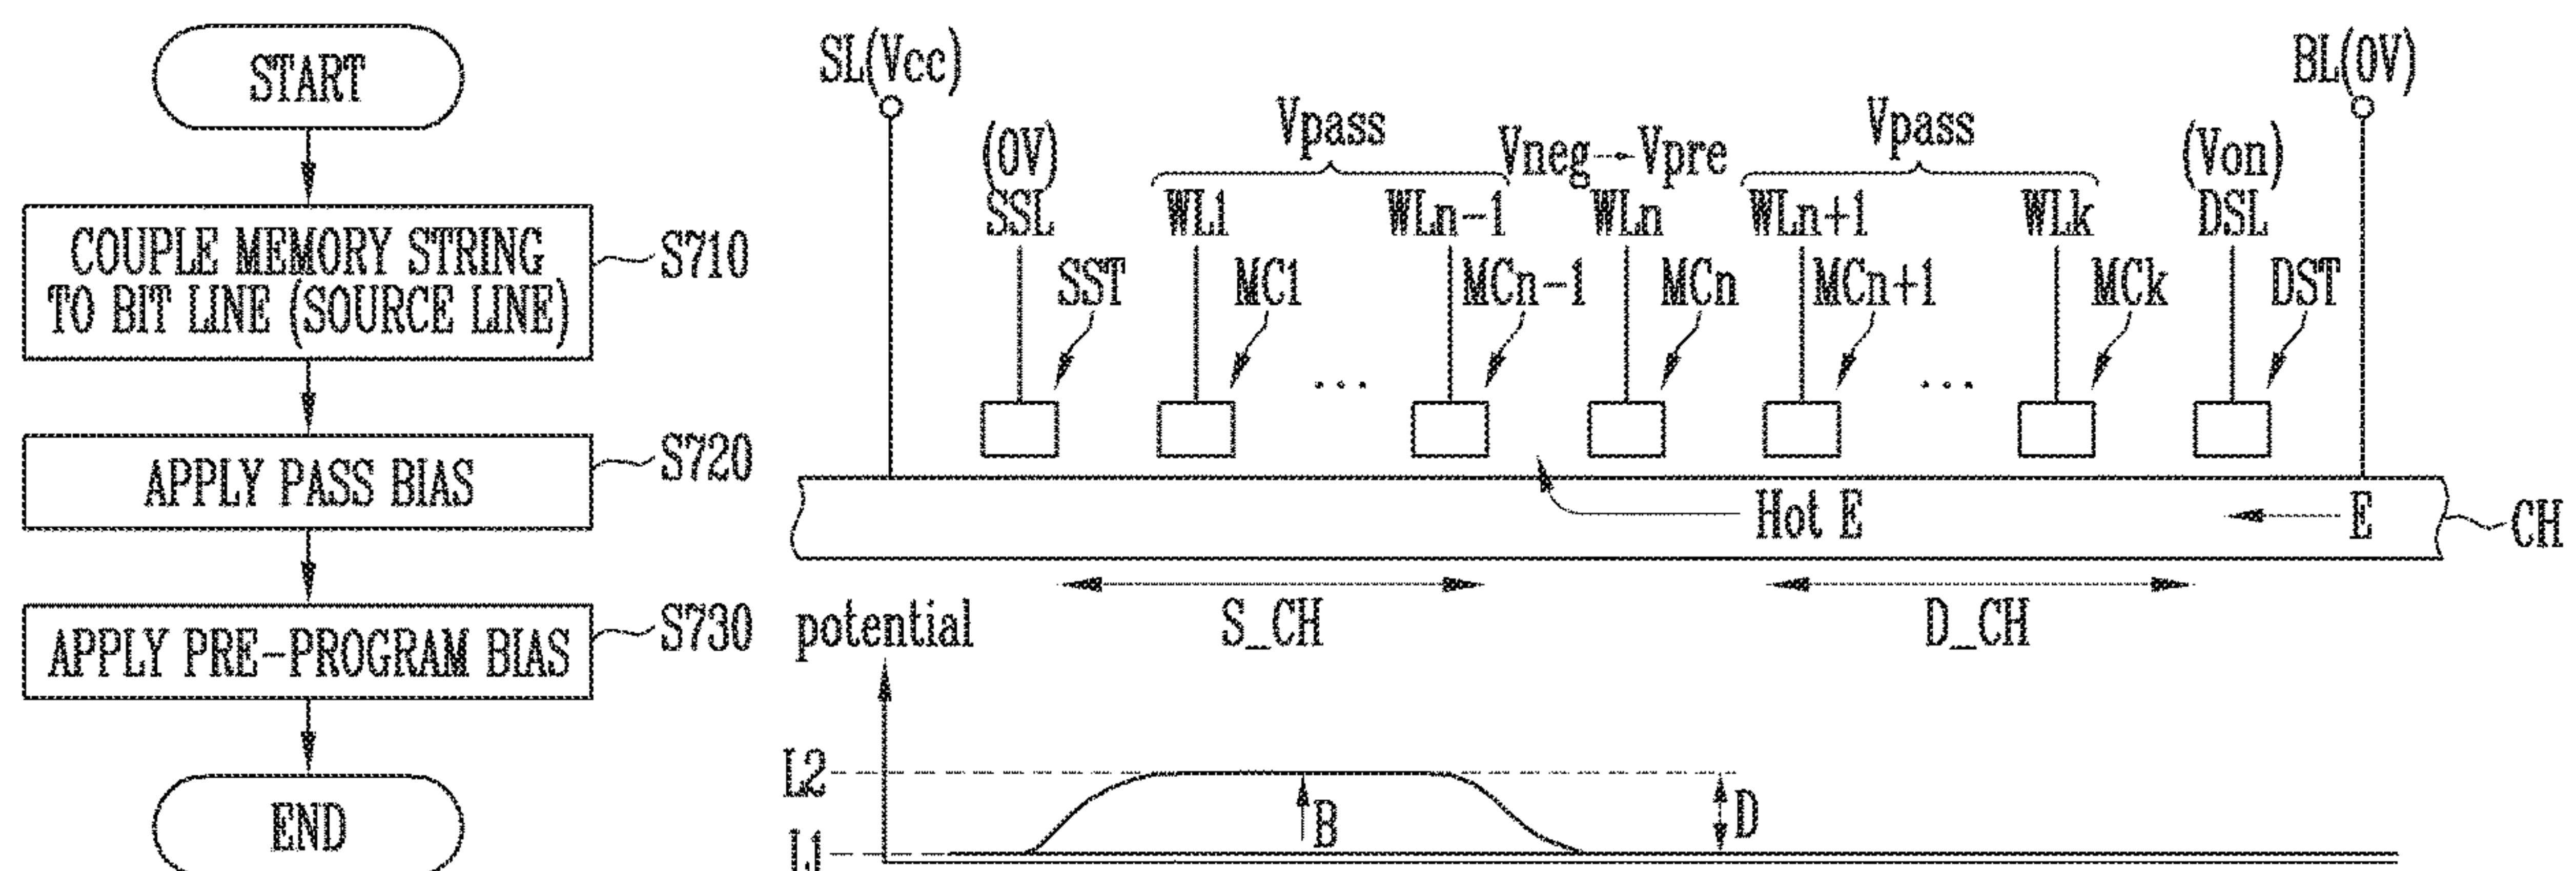 START
COUPLE MEMORY STRING
TO BIT LINE (SOURCE LINE)
S710
APPLY PASS BIAS
S720
APPLY PRE-PROGRAM BIAS
S730
END
SL(Vcc)
BL(0V)
(0V)
Vpass
Vneg
Vpre
Vpass
(Von)
SSL
WL1
WLn-1
WLn
WLn+1
WLk
DSL
SST
MC1
MCn-1
MCn
MCn+1
MCk
DST
...
...
Hot E
E
CH
S_CH
D_CH
potential
L2
B
D
L1